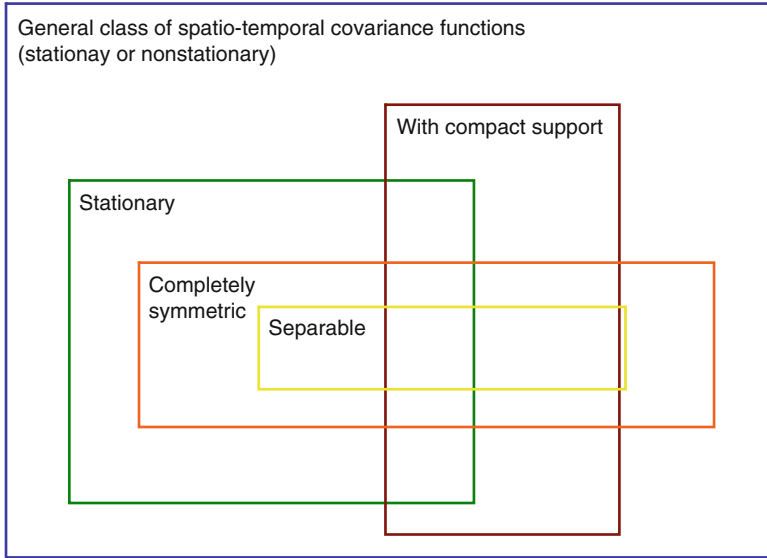 General class of spatio-temporal covariance functions
(stationay or nonstationary)
With compact support
Stationary
Completely
symmetric
Separable